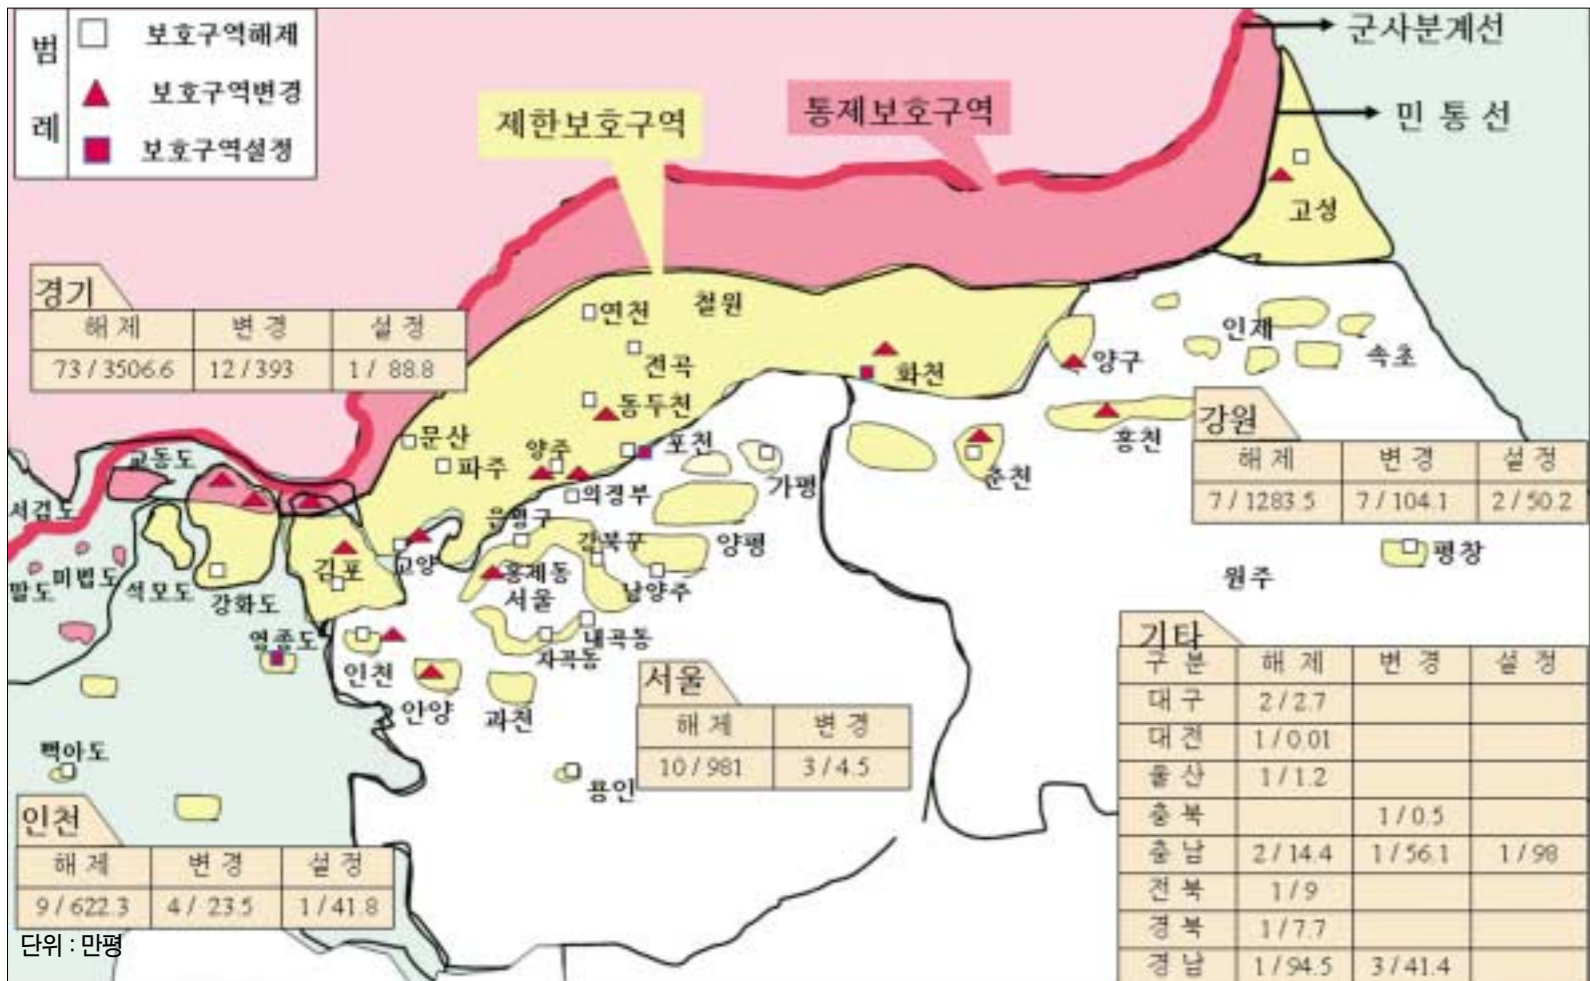 범례
보호구역해제
보호구역변경
보호구역설정
군사분계선
민통선
제한보호구역
통제보호구역
고성
경기
해제 변경 설정
73 / 3506.6 12 / 393 1 / 88.8
연천
철원
전곡
화천
동두천
문산
파주
양주
포천
의정부
가평
양구
인제
속초
홍천
춘천
강원
해제 변경 설정
7 / 1283.5 7 / 104.1 2 / 50.2
교동도
서검도
말도
미법도
석모도
강화도
김포
고양
은평구
강북구
홍제동
서울
남양주
양평
내곡동
자곡동
영종도
인천
안양
과천
용인
백아도
원주
평창
서울
해제 변경
10 / 981 3 / 4.5
인천
해제 변경 설정
9 / 622.3 4 / 23.5 1 / 41.8
단위 : 만평
기타
구분 해제 변경 설정
대구 2 / 2.7
대전 1 / 0.01
울산 1 / 1.2
충북 1 / 0.5
충남 2 / 14.4 1 / 56.1 1 / 98
전북 1 / 9
경북 1 / 7.7
경남 1 / 94.5 3 / 41.4